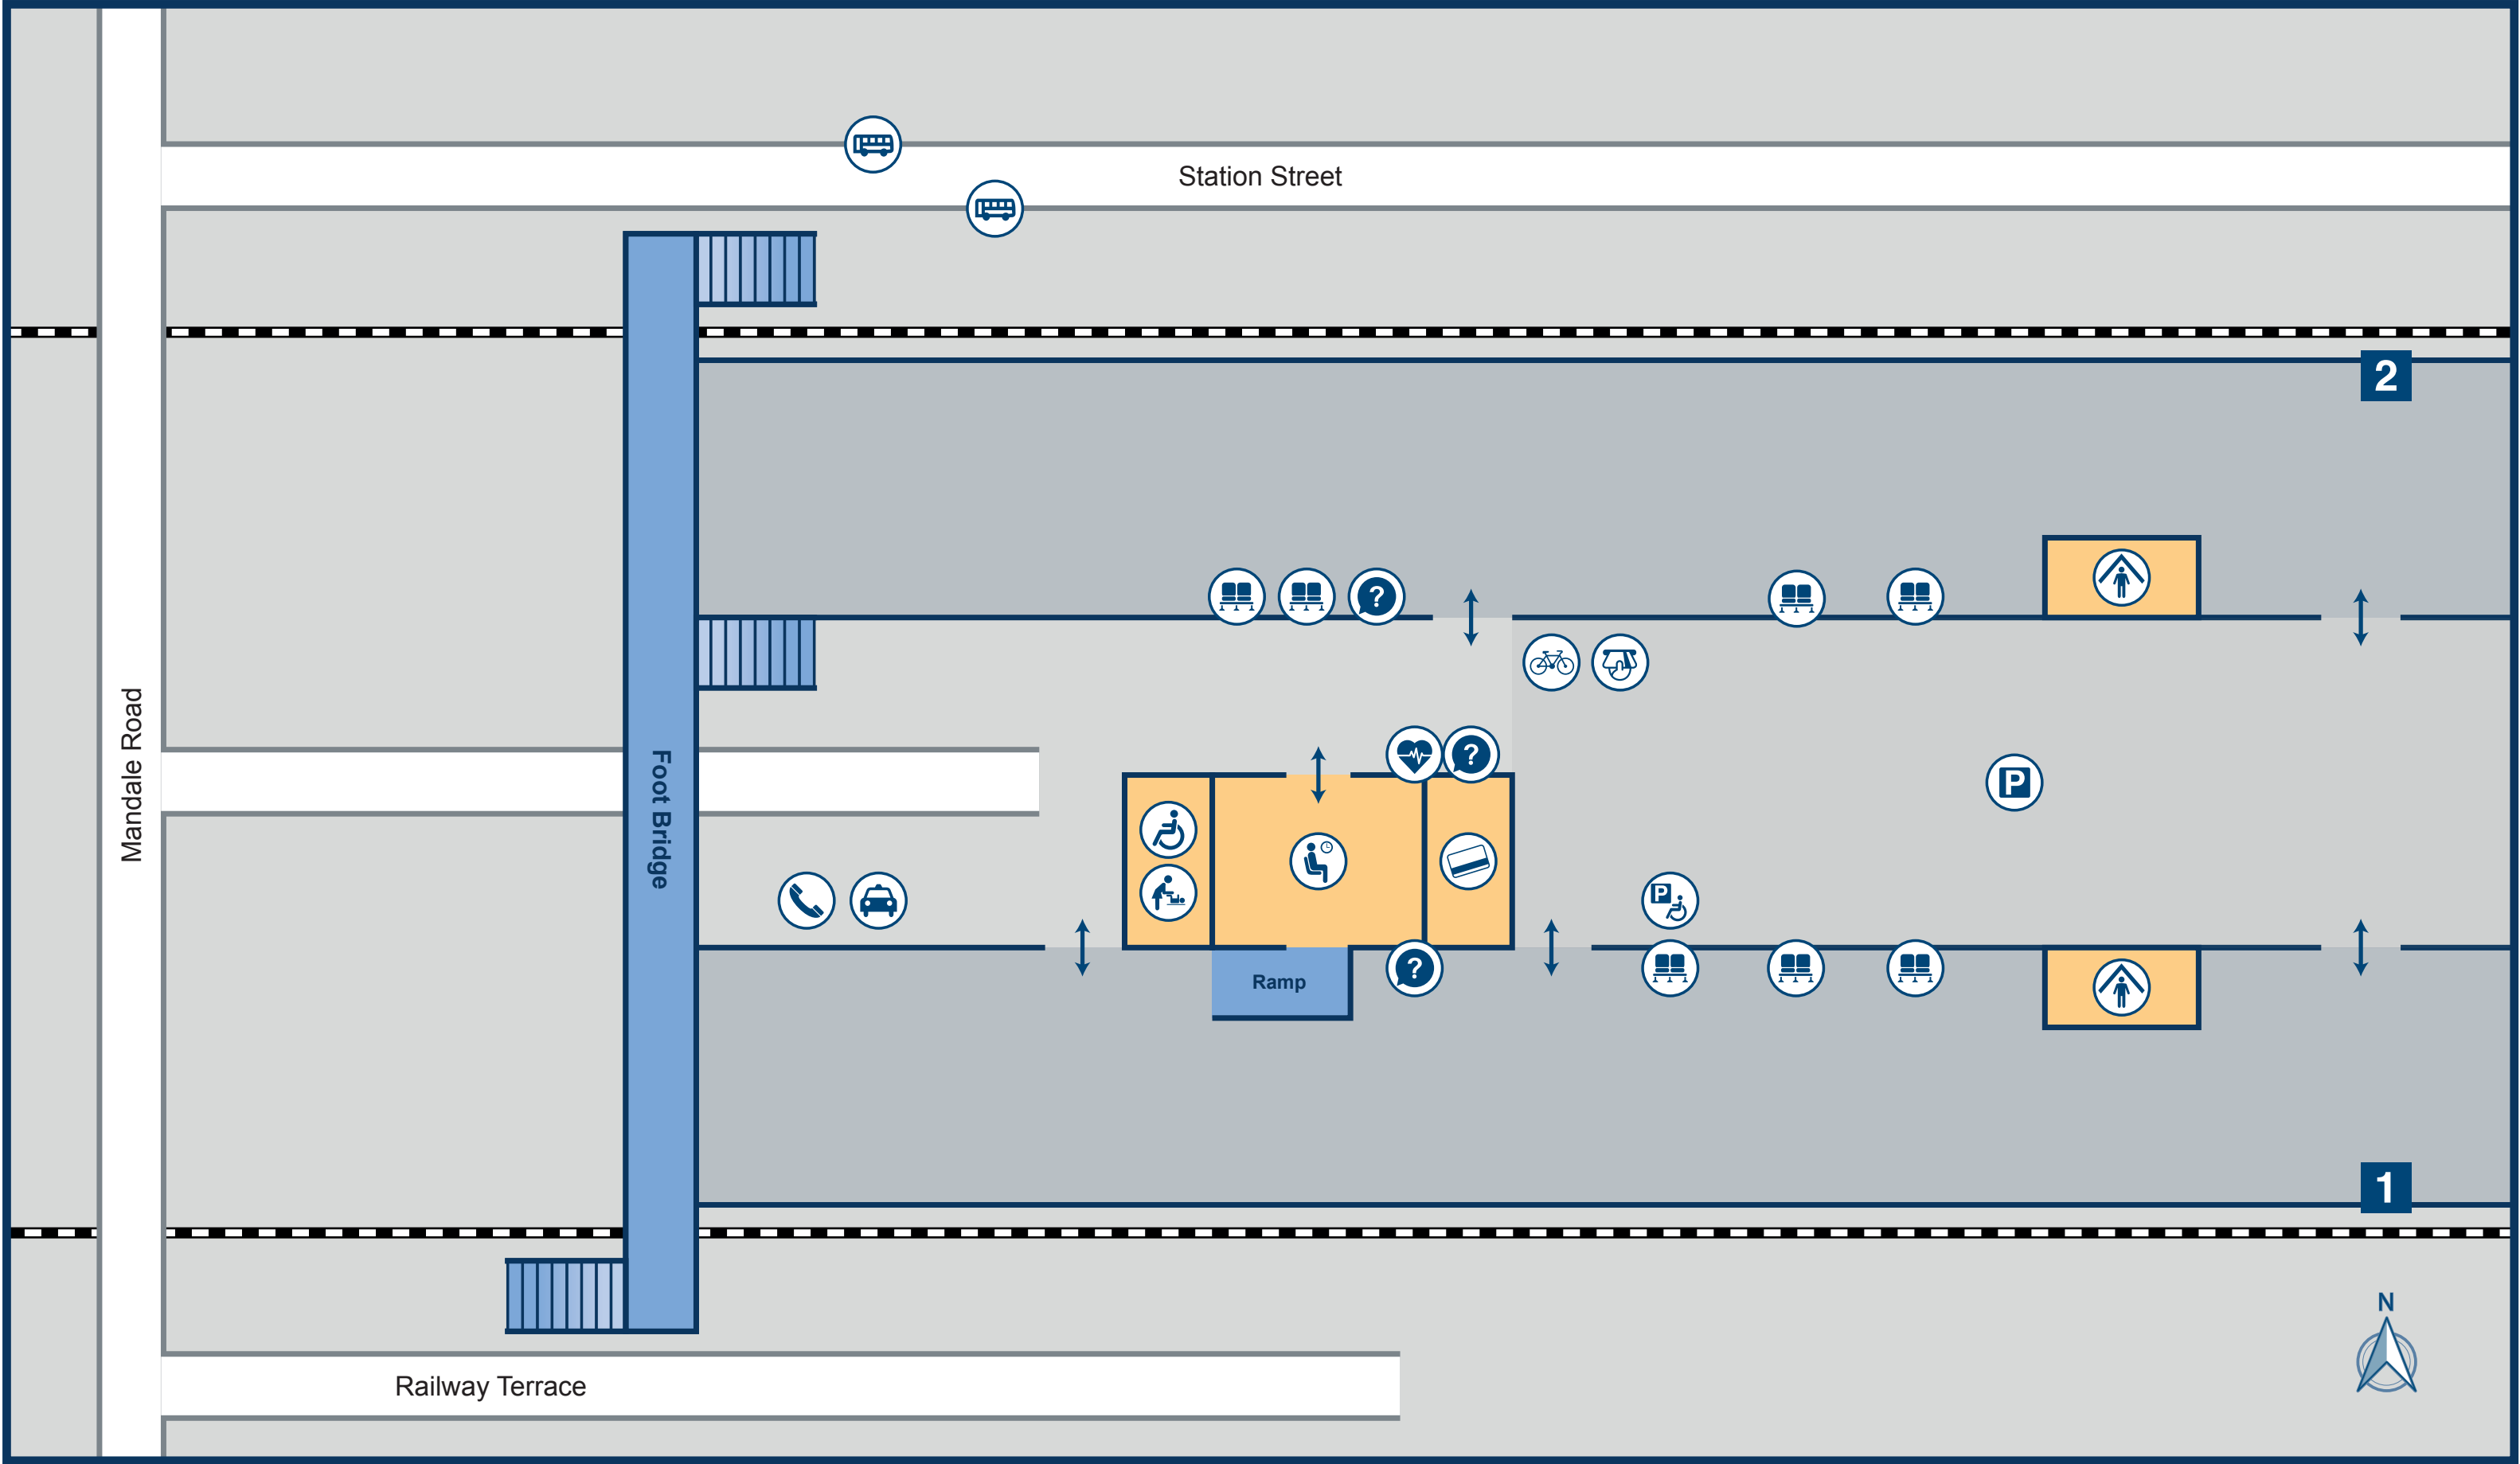 Station Street
2
?
Mandale Road
Foot Bridge
?
P
P
Ramp
?
1
N
Railway Terrace